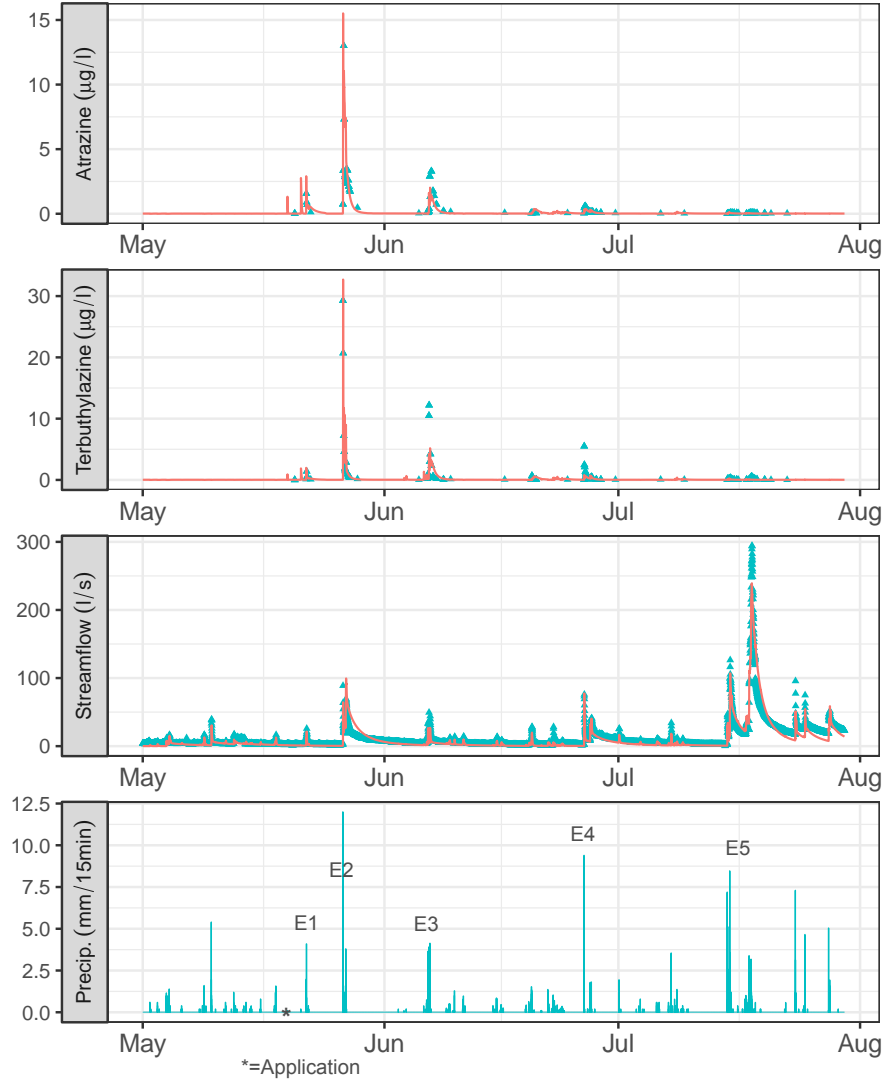 Atrazine (µg/l)
15
10
5
0
May Jun Jul Aug
Terbuthylazine (µg/l)
30
20
10
0
May Jun Jul Aug
Streamflow (l/s)
300
200
100
0
May Jun Jul Aug
Precip. (mm/15min)
12.5
10.0
7.5
5.0
2.5
0.0
E1
E2
E3
E4
E5
*
May Jun Jul Aug
*=Application